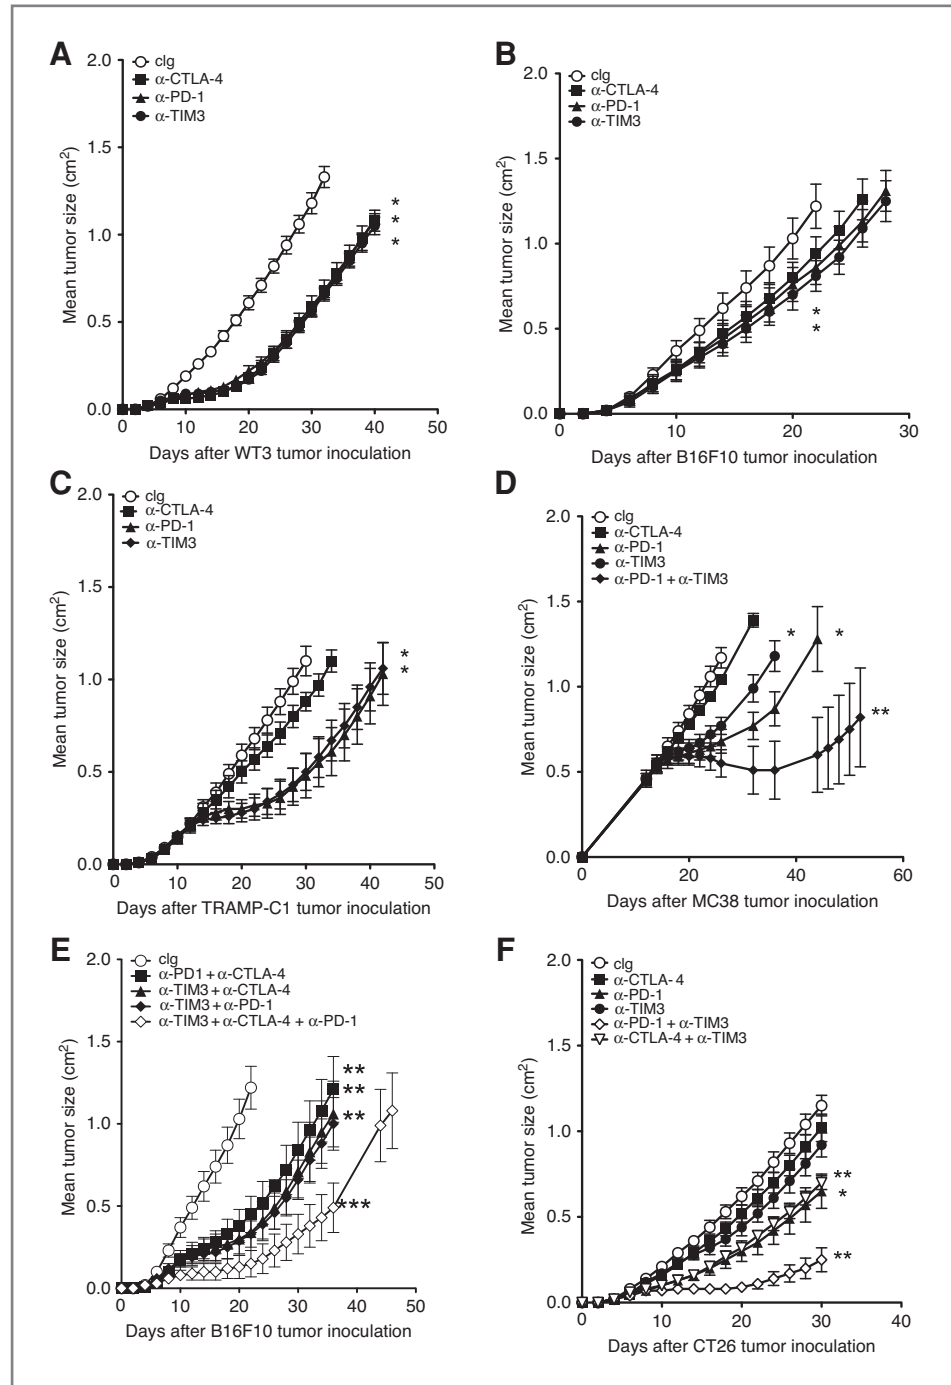 A
2.0
1.5
1.0
0.5
0.0
Mean tumor size (cm2)
cIg
α-CTLA-4
α-PD-1
α-TIM3
*
*
*
0 10 20 30 40 50
Days after WT3 tumor inoculation
B
2.0
1.5
1.0
0.5
0.0
Mean tumor size (cm2)
cIg
α-CTLA-4
α-PD-1
α-TIM3
*
*
0 10 20 30
Days after B16F10 tumor inoculation
C
2.0
1.5
1.0
0.5
0.0
Mean tumor size (cm2)
cIg
α-CTLA-4
α-PD-1
α-TIM3
*
*
0 10 20 30 40 50
Days after TRAMP-C1 tumor inoculation
D
2.0
1.5
1.0
0.5
0.0
Mean tumor size (cm2)
cIg
α-CTLA-4
α-PD-1
α-TIM3
α-PD-1 + α-TIM3
* *
**
0 20 40 60
Days after MC38 tumor inoculation
E
2.0
1.5
1.0
0.5
0.0
Mean tumor size (cm2)
cIg
α-PD1 + α-CTLA-4
α-TIM3 + α-CTLA-4
α-TIM3 + α-PD-1
α-TIM3 + α-CTLA-4 + α-PD-1
**
**
**
***
0 10 20 30 40 50
Days after B16F10 tumor inoculation
F
2.0
1.5
1.0
0.5
0.0
Mean tumor size (cm2)
cIg
α-CTLA-4
α-PD-1
α-TIM3
α-PD-1 + α-TIM3
α-CTLA-4 + α-TIM3
**
*
**
0 10 20 30 40
Days after CT26 tumor inoculation